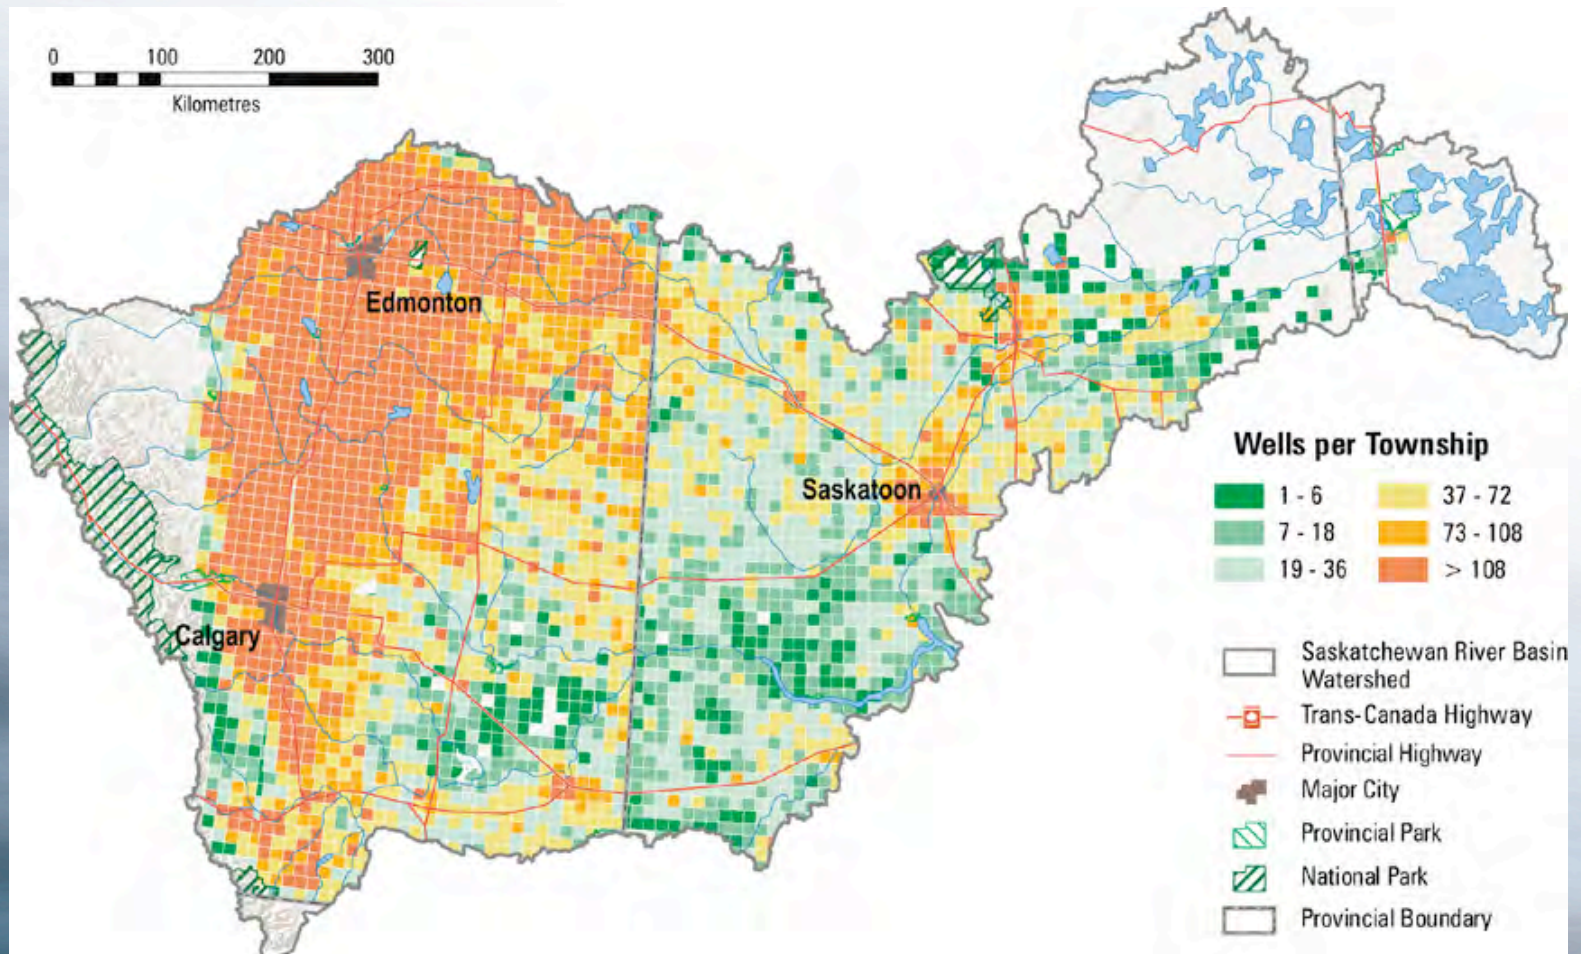 0 100 200 300
Kilometres
Edmonton
Saskatoon
Calgary
Wells per Township
1 - 6 37 - 72
7 - 18 73 - 108
19 - 36 > 108
Saskatchewan River Basin
Watershed
Trans-Canada Highway
Provincial Highway
Major City
Provincial Park
National Park
Provincial Boundary